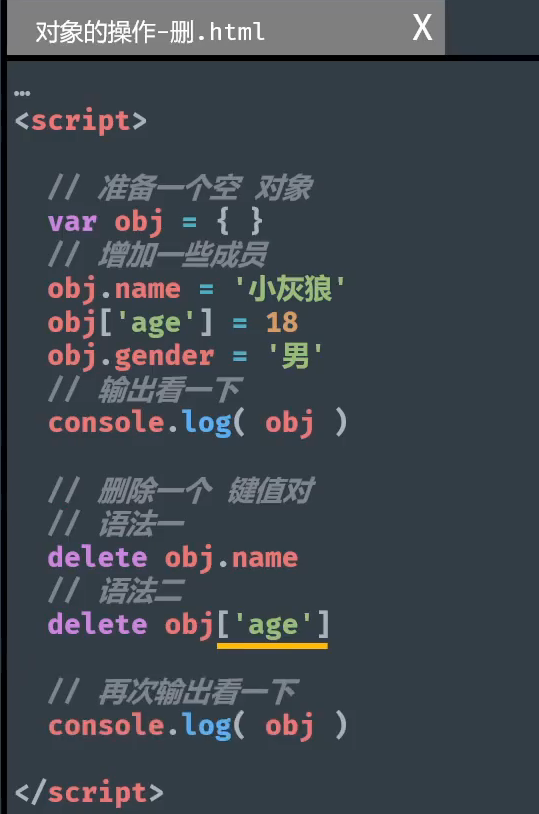 对象的操作-删.html X
…
<script>
// 准备一个空 对象
var obj = { }
// 增加一些成员
obj.name = '小灰狼'
obj['age'] = 18
obj.gender = '男'
// 输出看一下
console.log( obj )
// 删除一个 键值对
// 语法一
delete obj.name
// 语法二
delete obj['age']
// 再次输出看一下
console.log( obj )
</script>